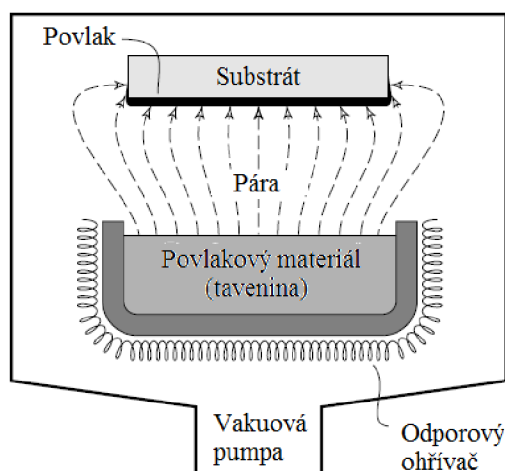 Povlak
Substrát
Pára
Povlakový materiál
(tavenina)
Vakuová
pumpa
Odporový
ohřívač